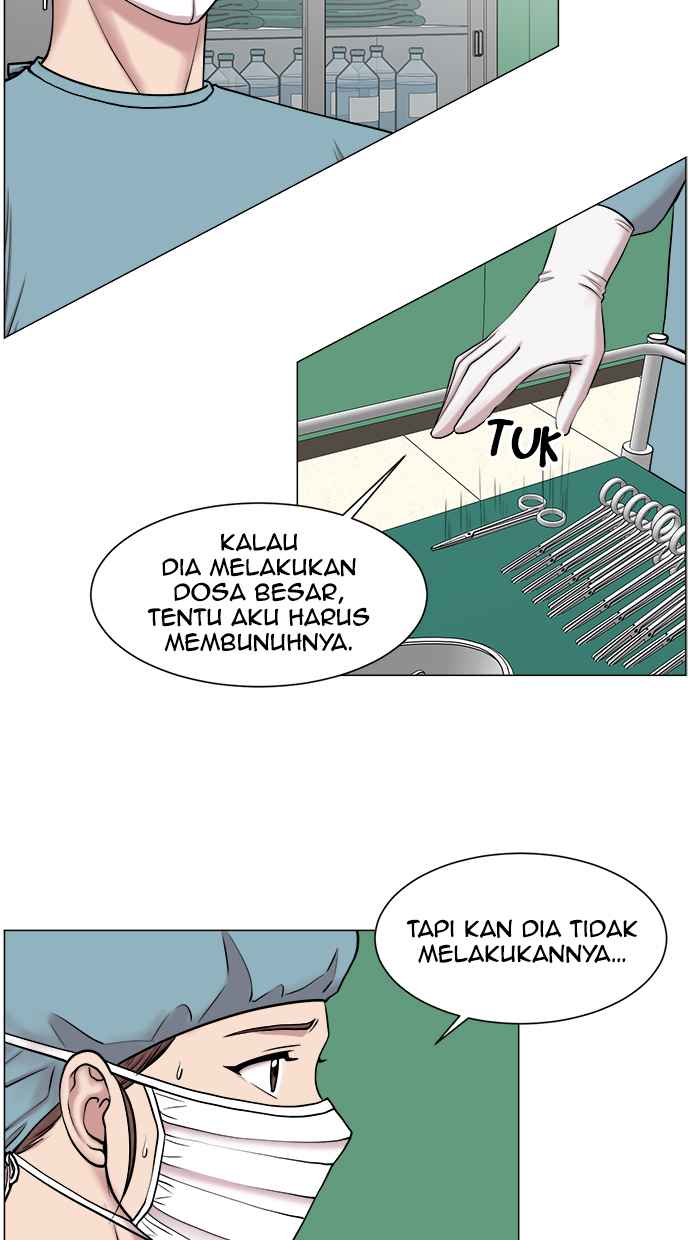 TUK
KALAU
DIA MELAKUKAN
DOSA BESAR,
TENTU AKU HARUS
MEMBUNUHNYA.
TAPI KAN DIA TIDAK
MELAKUKANNYA...